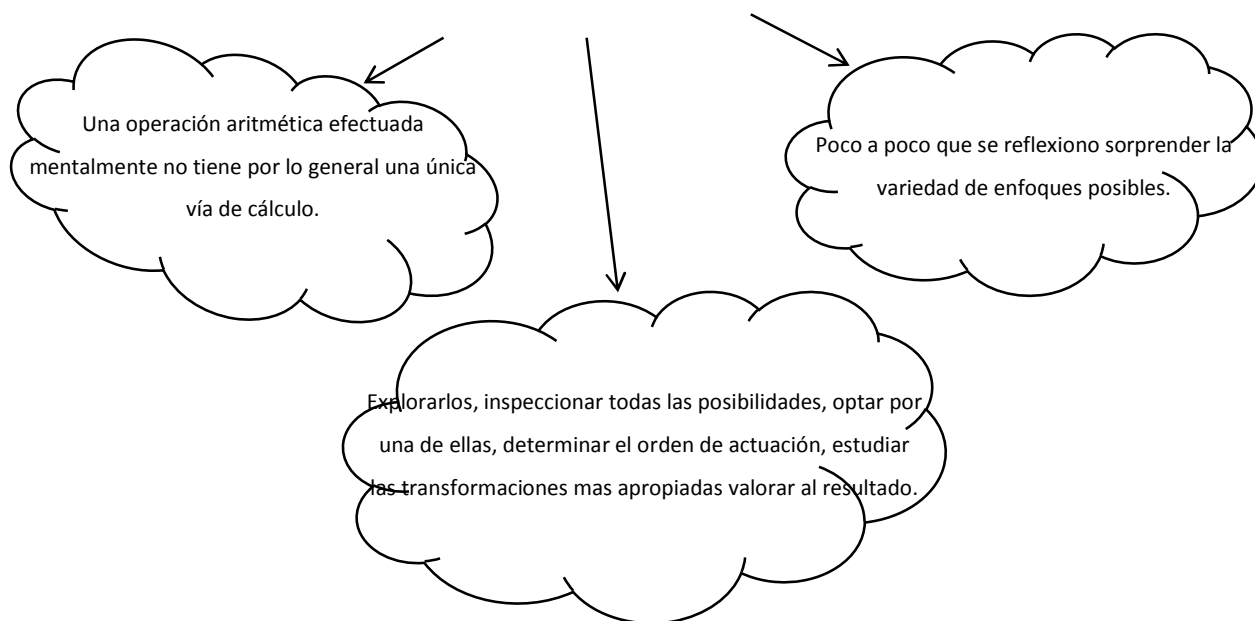 Una operación aritmética efectuada
mentalmente no tiene por lo general una única
vía de cálculo.
Poco a poco que se reflexiono sorprender la
variedad de enfoques posibles.
Explorarlos, inspeccionar todas las posibilidades, optar por
una de ellas, determinar el orden de actuación, estudiar
las transformaciones mas apropiadas valorar al resultado.